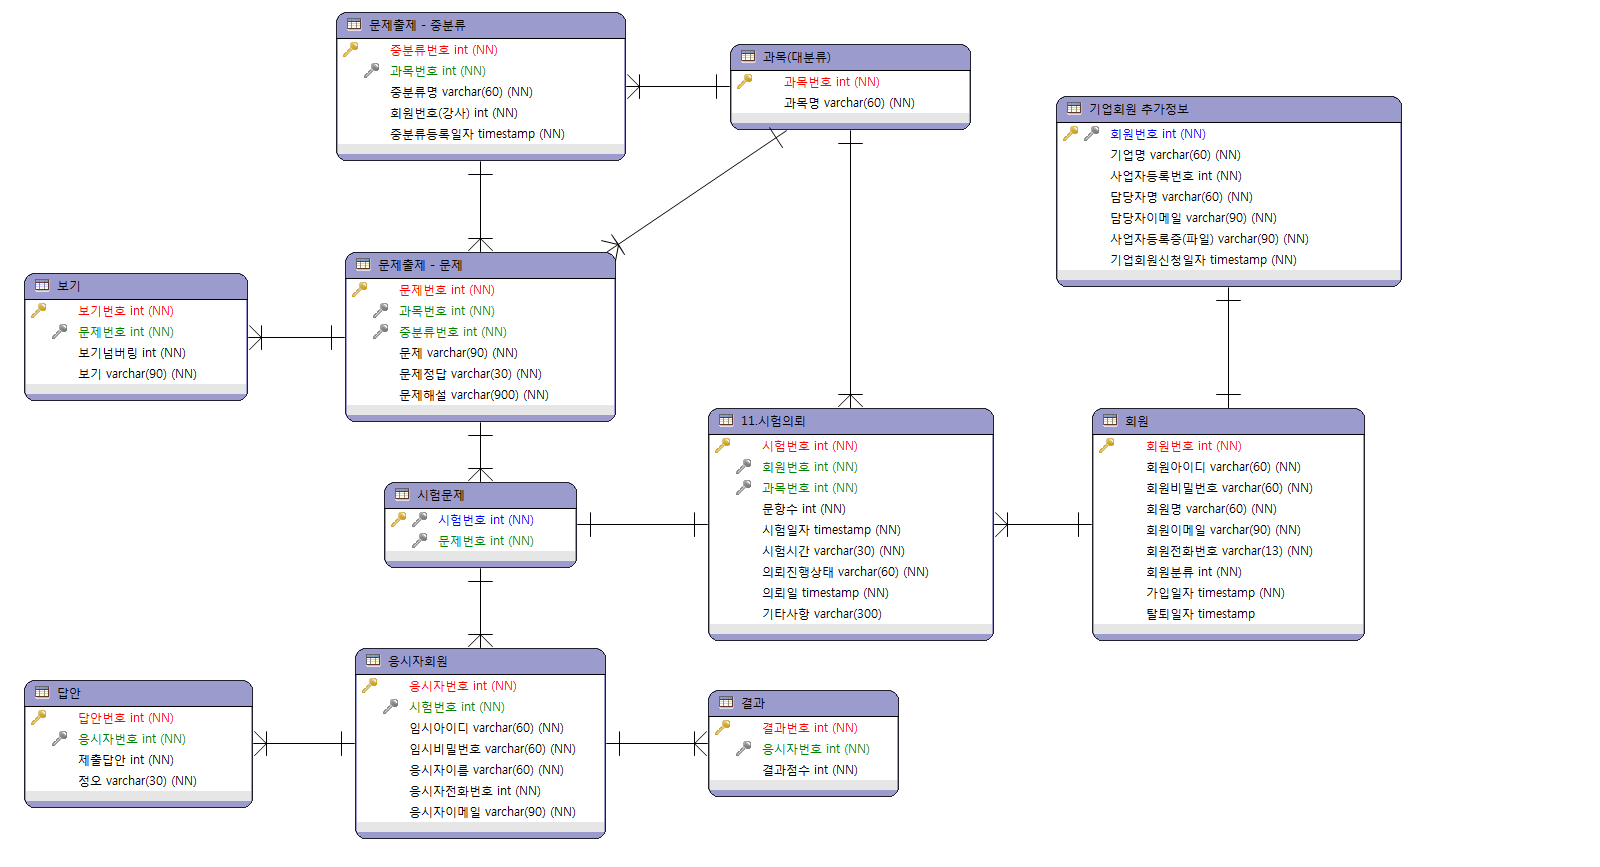 문제출제 - 중분류
중분류번호 int (NN)
과목번호 int (NN)
중분류명 varchar(60) (NN)
회원번호(강사) int (NN)
중분류등록일자 timestamp (NN)
과목(대분류)
과목번호 int (NN)
과목명 varchar(60) (NN)
기업회원 추가정보
회원번호 int (NN)
기업명 varchar(60) (NN)
사업자등록번호 int (NN)
담당자명 varchar(60) (NN)
담당자이메일 varchar(90) (NN)
사업자등록증(파일) varchar(90) (NN)
기업회원신청일자 timestamp (NN)
보기
보기번호 int (NN)
문제번호 int (NN)
보기넘버링 int (NN)
보기 varchar(90) (NN)
문제출제 - 문제
문제번호 int (NN)
과목번호 int (NN)
중분류번호 int (NN)
문제 varchar(90) (NN)
문제정답 varchar(30) (NN)
문제해설 varchar(900) (NN)
시험문제
시험번호 int (NN)
문제번호 int (NN)
11.시험의뢰
시험번호 int (NN)
회원번호 int (NN)
과목번호 int (NN)
문항수 int (NN)
시험일자 timestamp (NN)
시험시간 varchar(30) (NN)
의뢰진행상태 varchar(60) (NN)
의뢰일 timestamp (NN)
기타사항 varchar(300)
회원
회원번호 int (NN)
회원아이디 varchar(60) (NN)
회원비밀번호 varchar(60) (NN)
회원명 varchar(60) (NN)
회원이메일 varchar(90) (NN)
회원전화번호 varchar(13) (NN)
회원분류 int (NN)
가입일자 timestamp (NN)
탈퇴일자 timestamp
답안
답안번호 int (NN)
응시자번호 int (NN)
제출답안 int (NN)
정오 varchar(30) (NN)
응시자회원
응시자번호 int (NN)
시험번호 int (NN)
임시아이디 varchar(60) (NN)
임시비밀번호 varchar(60) (NN)
응시자이름 varchar(60) (NN)
응시자전화번호 int (NN)
응시자이메일 varchar(90) (NN)
결과
결과번호 int (NN)
응시자번호 int (NN)
결과점수 int (NN)